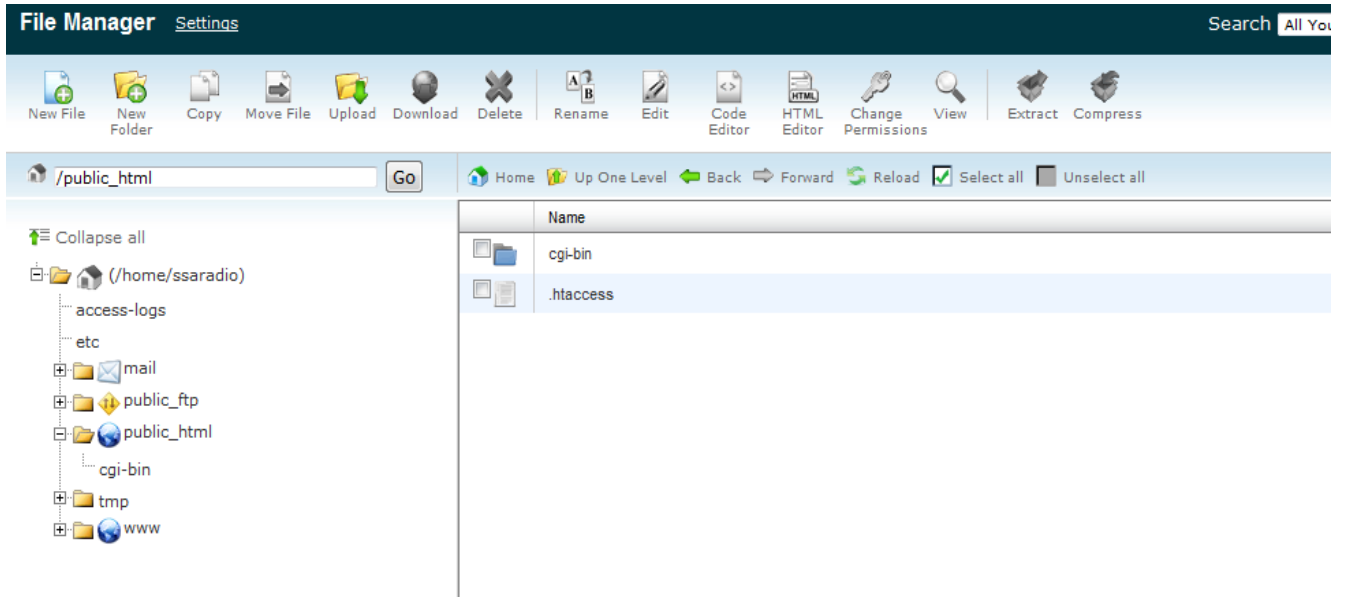 File Manager Settings Search All You
New File New Folder Copy Move File Upload Download Delete Rename Edit Code Editor HTML Editor Change Permissions View Extract Compress
/public_html Go Home Up One Level Back Forward Reload Select all Unselect all
Name
Collapse all
cgi-bin
(/home/ssaradio)
.htaccess
access-logs
etc
mail
public_ftp
public_html
cgi-bin
tmp
www